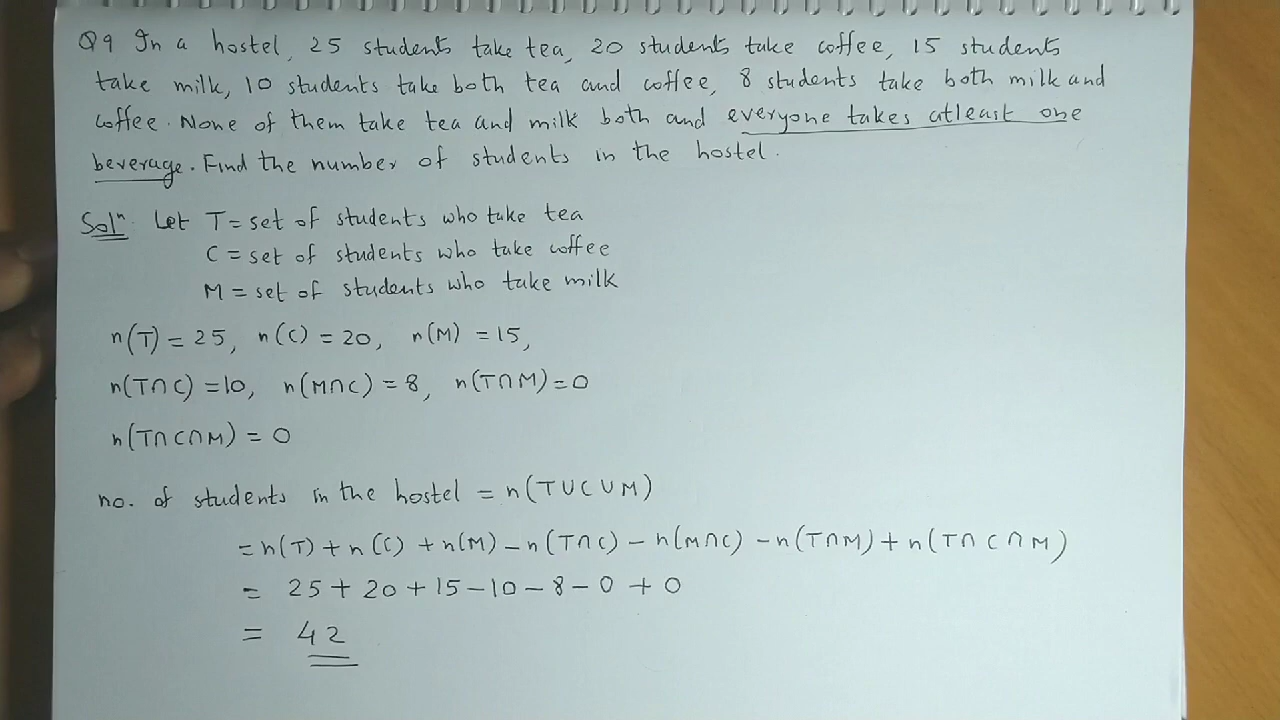 Q9 In a hostel, 25 students take tea, 20 students take coffee, 15 students
take milk, 10 students take both tea and coffee, 8 students take both milk and
coffee. None of them take tea and milk both and everyone takes atleast one
beverage. Find the number of students in the hostel.
Solⁿ. Let T = set of students who take tea
C = set of students who take coffee
M = set of students who take milk
n(T) = 25, n(C) = 20, n(M) = 15,
n(T∩C) = 10, n(M∩C) = 8, n(T∩M) = 0
n(T∩C∩M) = 0
no. of students in the hostel = n(T∪C∪M)
= n(T) + n(C) + n(M) – n(T∩C) – n(M∩C) – n(T∩M) + n(T∩C∩M)
= 25 + 20 + 15 – 10 – 8 – 0 + 0
= 42